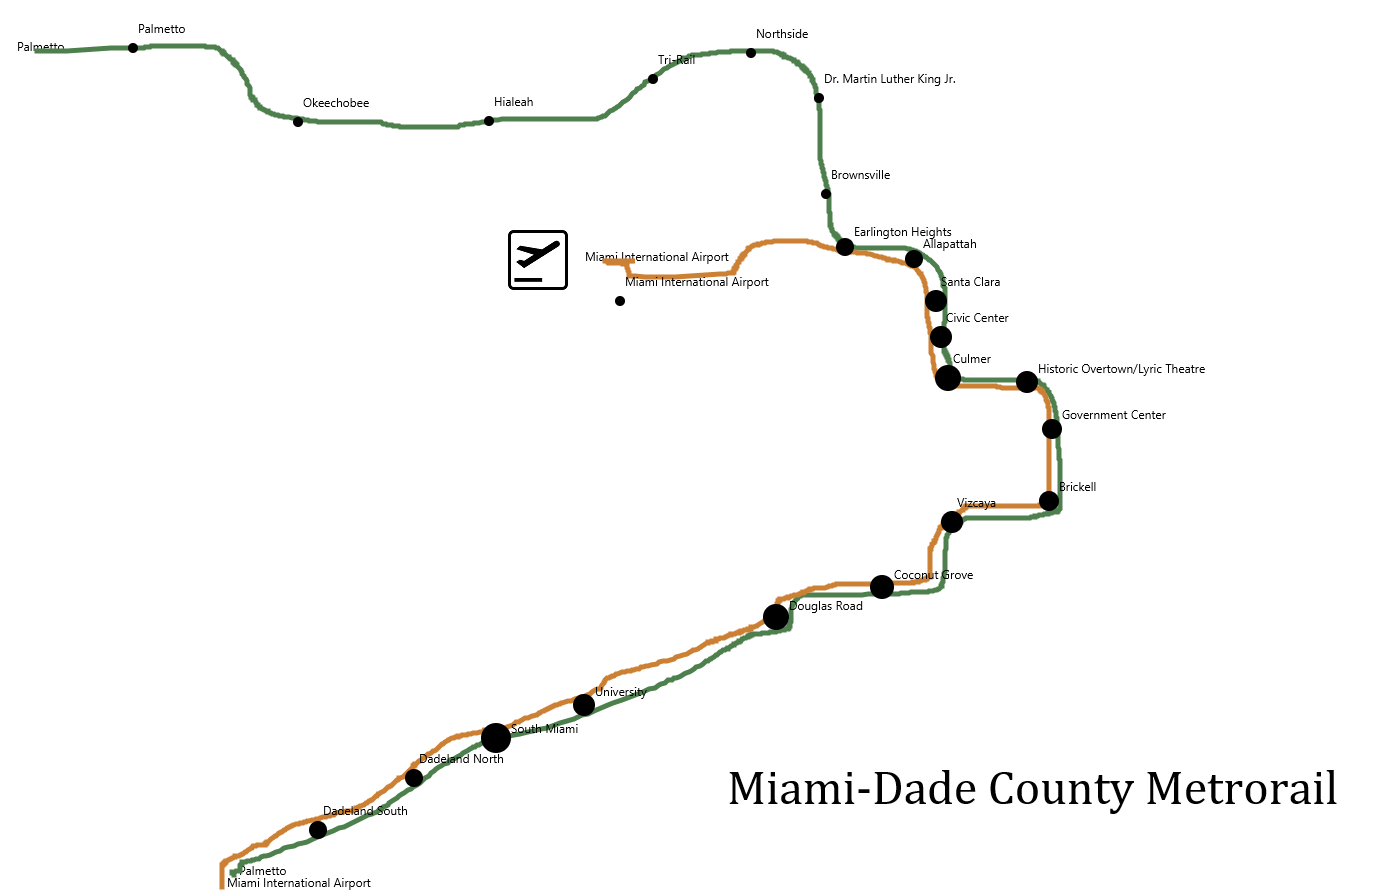 Palmetto
Palmetto
Northside
Tri-Rail
Dr. Martin Luther King Jr.
Okeechobee
Hialeah
Brownsville
Earlington Heights
Allapattah
Miami International Airport
Miami International Airport
Santa Clara
Civic Center
Culmer
Historic Overtown/Lyric Theatre
Government Center
Brickell
Vizcaya
Coconut Grove
Douglas Road
University
South Miami
Dadeland North
Miami-Dade County Metrorail
Dadeland South
Palmetto
Miami International Airport